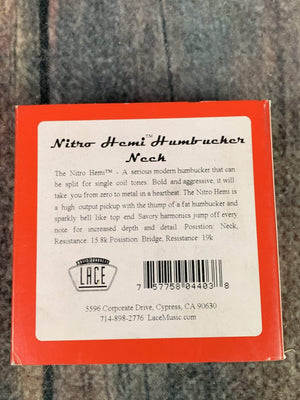 Nitro Hemi™ Humbucker
Neck
The Nitro Hemi™ - A serious modern humbucker that
can be split for single coil tones. Bold and aggressive, it will
take you from zero to metal in a heartbeat. The Nitro Hemi is
a high output pickup with the thump of a fat humbucker and
sparkly bell like top end. Savory harmonics jump off every
note for increased depth and detail. Position: Neck,
Resistance: 15.8k Posistion: Bridge, Resistance: 19k
LACE
7 57758 04403 8
5596 Corporate Drive, Cypress, CA 90630
714-898-2776 LaceMusic.com